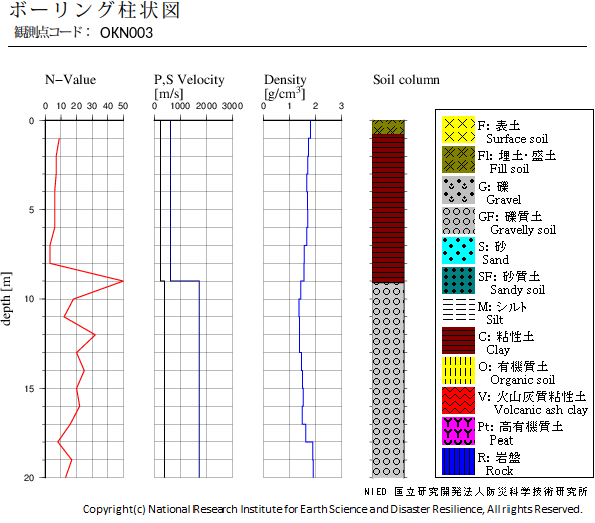 ボーリング柱状図
観測点コード： OKN003
N−Value
P,S Velocity
[m/s]
Density
[g/cm³]
Soil column
0 10 20 30 40 50
0 1000 2000 3000
0 1 2 3
depth [m]
0
5
10
15
20
F: 表土
Surface soil
Fl: 埋土・盛土
Fill soil
G: 礫
Gravel
GF: 礫質土
Gravelly soil
S: 砂
Sand
SF: 砂質土
Sandy soil
M: シルト
Silt
C: 粘性土
Clay
O: 有機質土
Organic soil
V: 火山灰質粘性土
Volcanic ash clay
Pt: 高有機質土
Peat
R: 岩盤
Rock
NIED 国立研究開発法人防災科学技術研究所
Copyright(c) National Research Institute for Earth Science and Disaster Resilience, All rights Reserved.